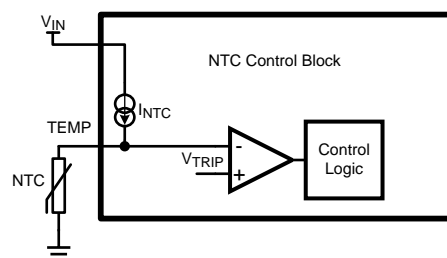 VIN
NTC Control Block
INTC
TEMP
NTC
VTRIP
-
+
Control
Logic